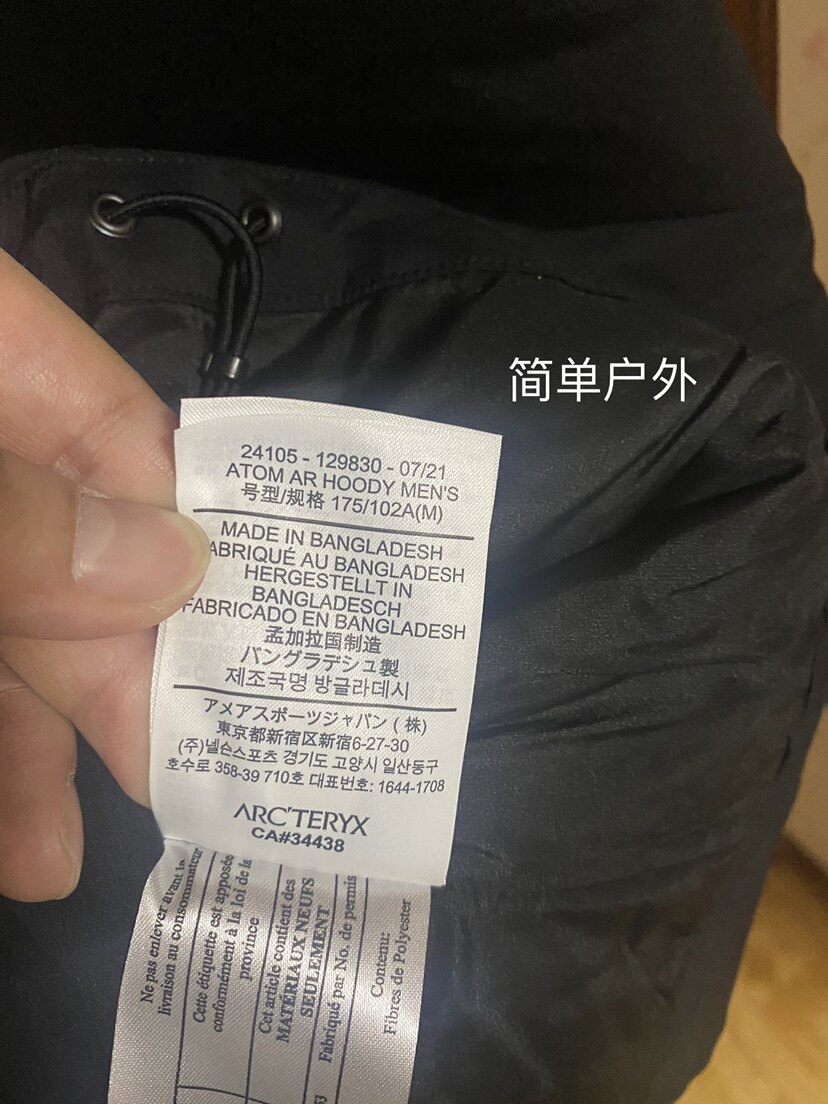 简单户外
24105 - 129830 - 07/21
ATOM AR HOODY MEN'S
号型/规格 175/102A(M)
MADE IN BANGLADESH
FABRIQUÉ AU BANGLADESH
HERGESTELLT IN
BANGLADESCH
FABRICADO EN BANGLADESH
孟加拉国制造
バングラデシュ製
제조국명 방글라데시
アメアスポーツジャパン (株)
東京都新宿区新宿6-27-30
(주)넬슨스포츠 경기도 고양시 일산동구
호수로 358-39 710호 대표번호: 1644-1708
ARC'TERYX
CA#34438
Ne pas enlever avant la
livraison au consommateur
Cette étiquette est apposée
conformément à la loi de la
province
Cet article contient des
MATÉRIAUX NEUFS
SEULEMENT
Fabriqué par No. de permis
Contenu:
Fibres de Polyester